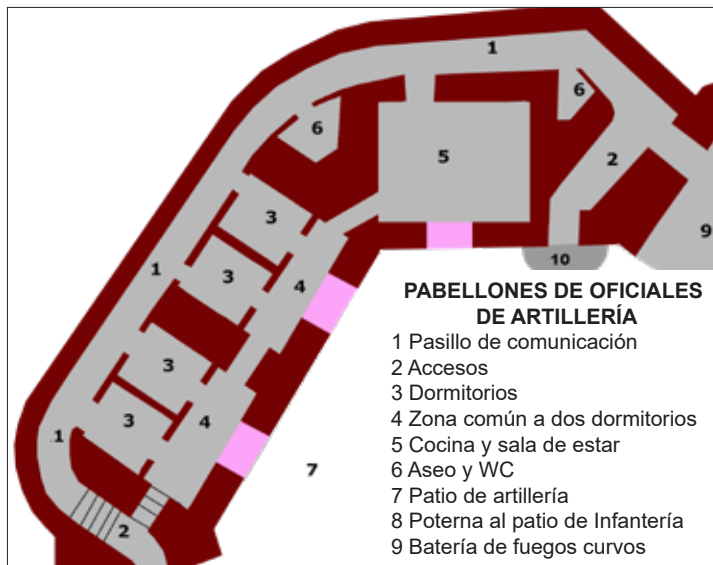 1
6
6
5
2
3
9
10
1
3
4
3
3
4
1
7
2
PABELLONES DE OFICIALES
DE ARTILLERÍA
1 Pasillo de comunicación
2 Accesos
3 Dormitorios
4 Zona común a dos dormitorios
5 Cocina y sala de estar
6 Aseo y WC
7 Patio de artillería
8 Poterna al patio de Infantería
9 Batería de fuegos curvos